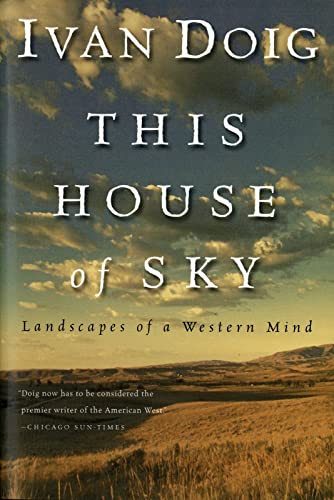 IVAN DOIG
THIS
HOUSE
of SKY
Landscapes of a Western Mind
"Doig now has to be considered the
premier writer of the American West."
—CHICAGO SUN-TIMES